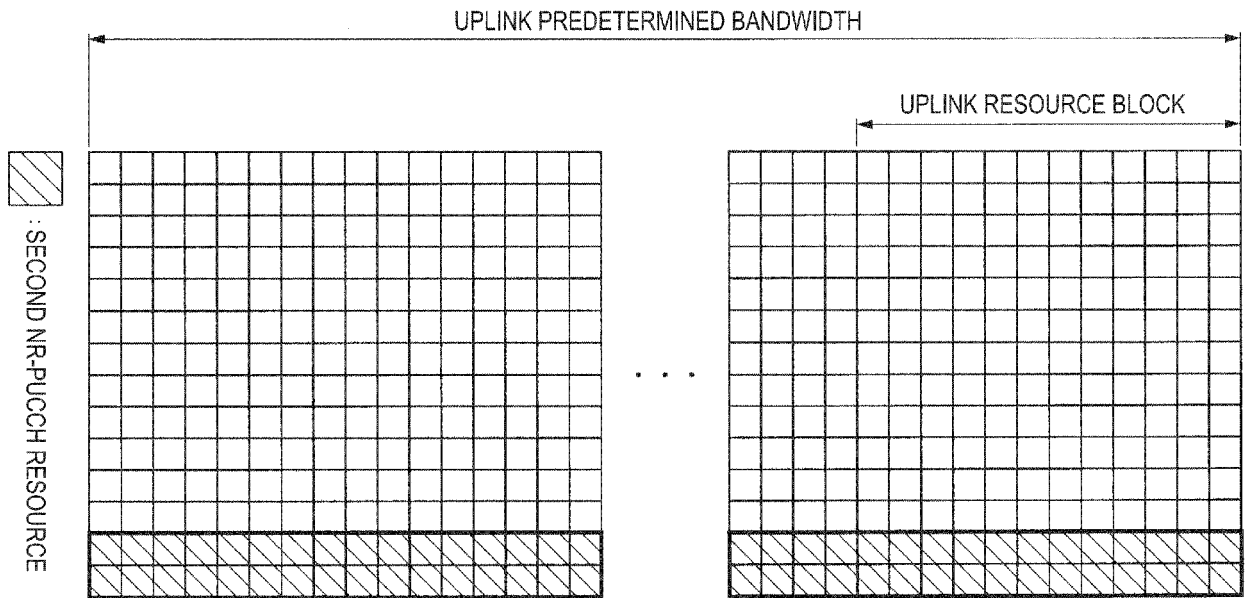 UPLINK PREDETERMINED BANDWIDTH
UPLINK RESOURCE BLOCK
: SECOND NR-PUCCH RESOURCE
. . .